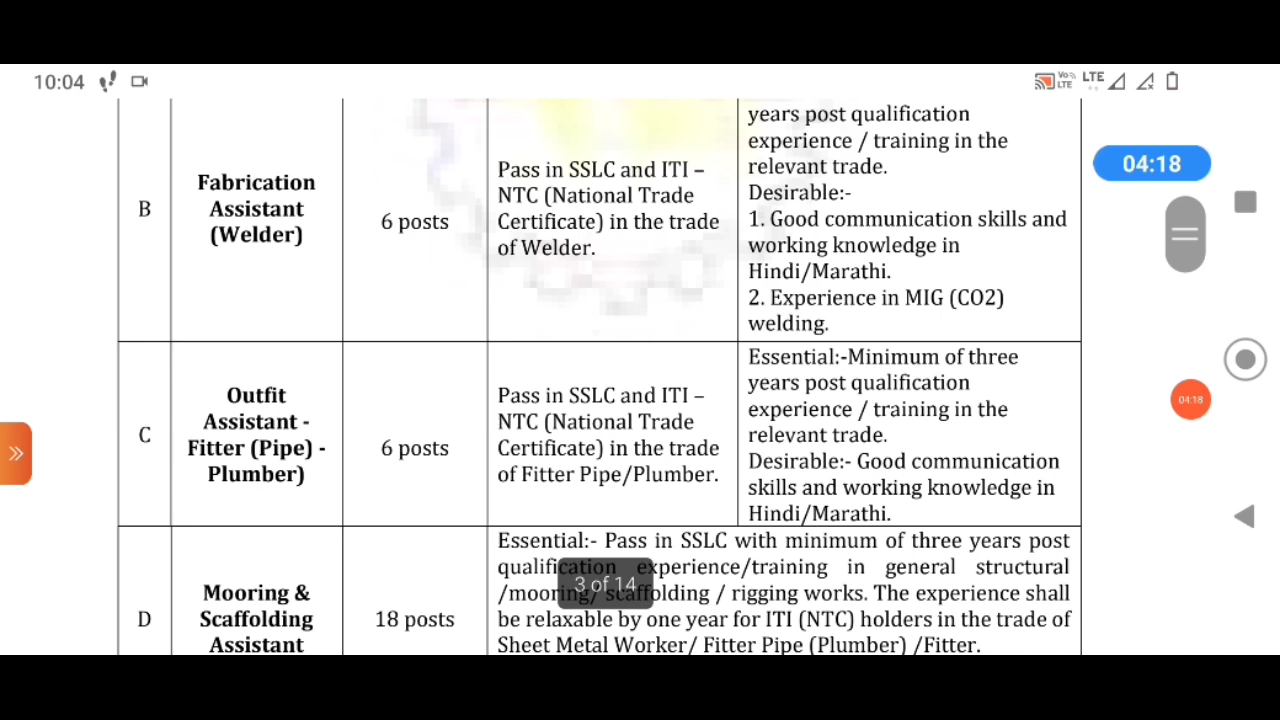 10:04
Vo LTE
LTE
04:18
years post qualification
experience / training in the
relevant trade.
Desirable:-
1. Good communication skills and
working knowledge in
Hindi/Marathi.
2. Experience in MIG (CO2)
welding.
B
Fabrication
Assistant
(Welder)
6 posts
Pass in SSLC and ITI –
NTC (National Trade
Certificate) in the trade
of Welder.
C
Outfit
Assistant -
Fitter (Pipe) -
Plumber)
6 posts
Pass in SSLC and ITI –
NTC (National Trade
Certificate) in the trade
of Fitter Pipe/Plumber.
Essential:-Minimum of three
years post qualification
experience / training in the
relevant trade.
Desirable:- Good communication
skills and working knowledge in
Hindi/Marathi.
04:18
D
Mooring &
Scaffolding
Assistant
18 posts
Essential:- Pass in SSLC with minimum of three years post
qualification experience/training in general structural
/mooring/ scaffolding / rigging works. The experience shall
be relaxable by one year for ITI (NTC) holders in the trade of
Sheet Metal Worker/ Fitter Pipe (Plumber) /Fitter.
3 of 14